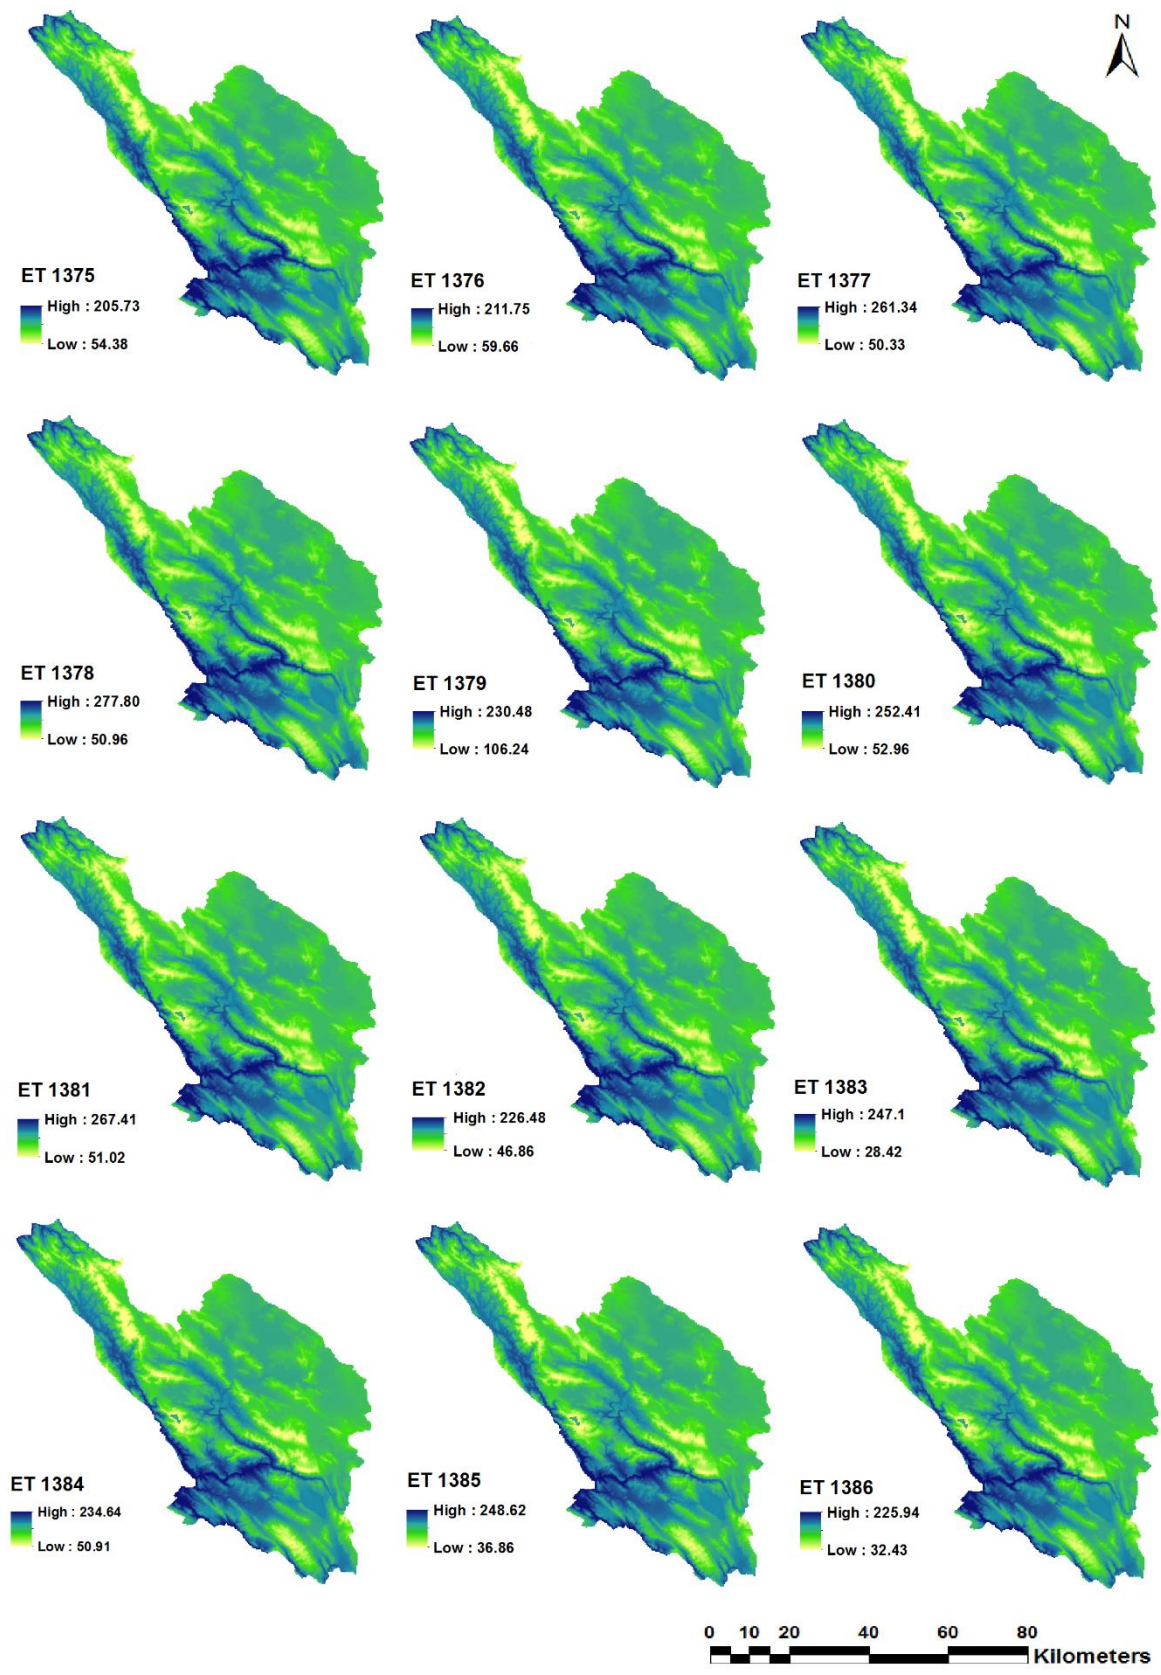 N
ET 1375
High : 205.73
Low : 54.38
ET 1376
High : 211.75
Low : 59.66
ET 1377
High : 261.34
Low : 50.33
ET 1378
High : 277.80
Low : 50.96
ET 1379
High : 230.48
Low : 106.24
ET 1380
High : 252.41
Low : 52.96
ET 1381
High : 267.41
Low : 51.02
ET 1382
High : 226.48
Low : 46.86
ET 1383
High : 247.1
Low : 28.42
ET 1384
High : 234.64
Low : 50.91
ET 1385
High : 248.62
Low : 36.86
ET 1386
High : 225.94
Low : 32.43
0 10 20 40 60 80
Kilometers